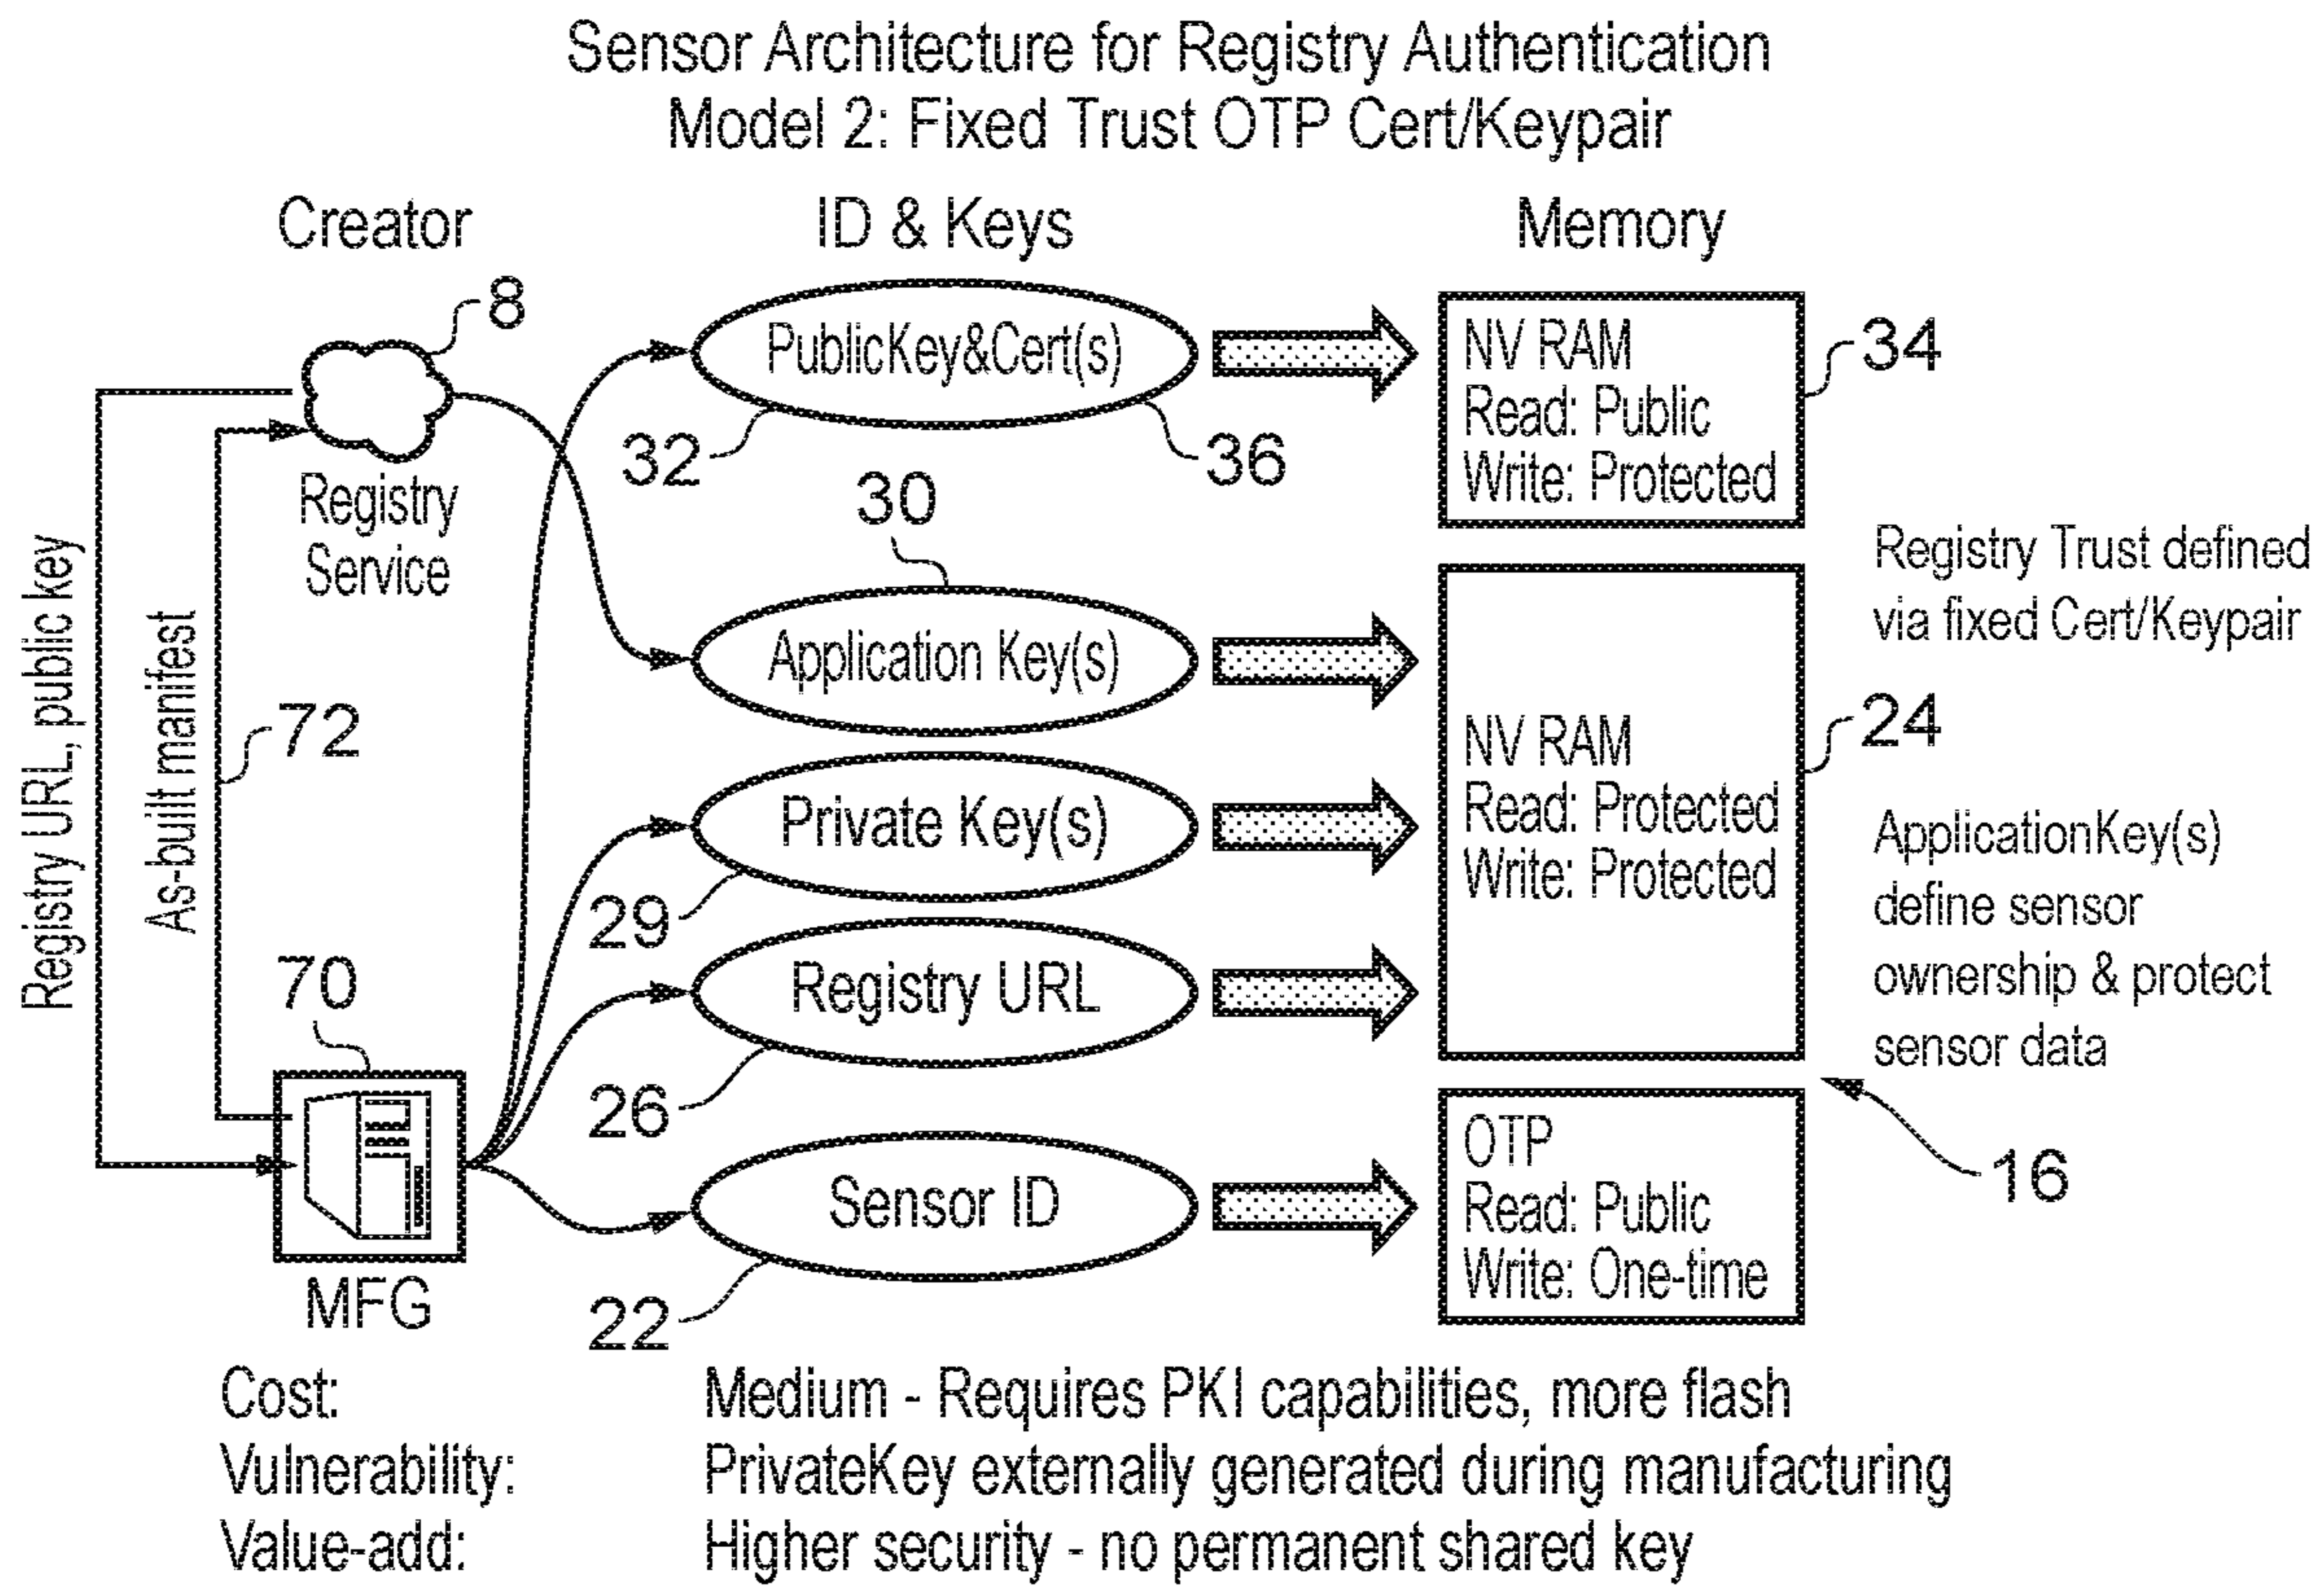 Sensor Architecture for Registry Authentication
Model 2: Fixed Trust OTP Cert/Keypair
Creator
ID & Keys
Memory
8
PublicKey&Cert(s)
32
36
NV RAM
Read: Public
Write: Protected
34
Registry
Service
Registry URL, public key
As-built manifest
72
30
Application Key(s)
Private Key(s)
29
Registry URL
26
NV RAM
Read: Protected
Write: Protected
24
Registry Trust defined
via fixed Cert/Keypair
ApplicationKey(s)
define sensor
ownership & protect
sensor data
70
MFG
Sensor ID
22
OTP
Read: Public
Write: One-time
16
Cost:
Medium - Requires PKI capabilities, more flash
Vulnerability:
PrivateKey externally generated during manufacturing
Value-add:
Higher security - no permanent shared key